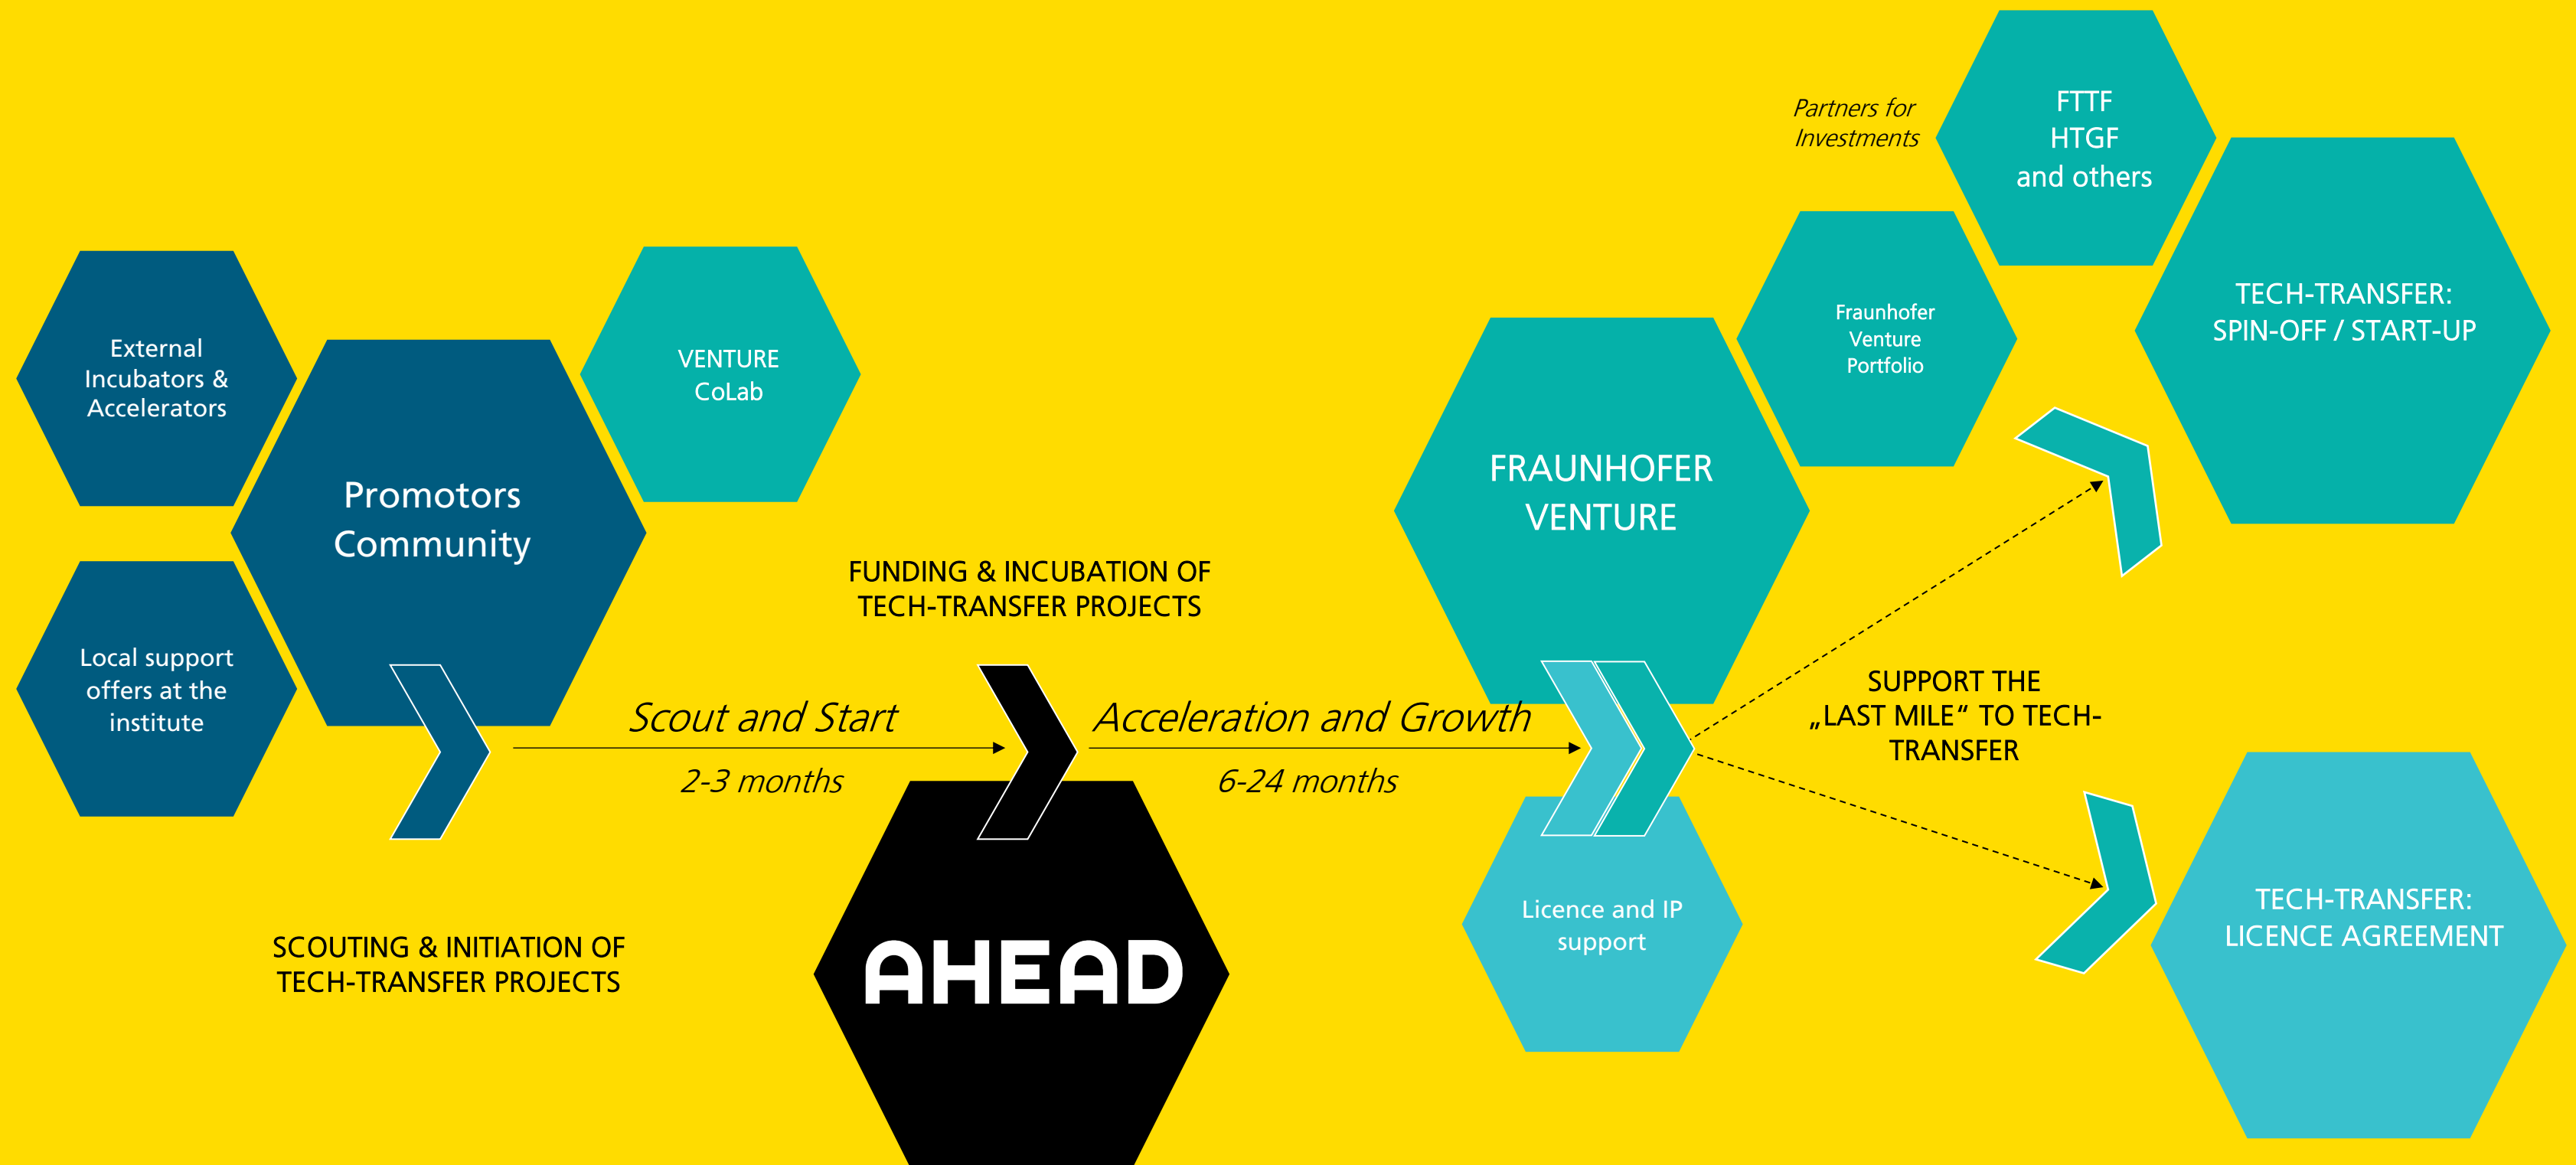 External
Incubators &
Accelerators
Promotors
Community
Local support
offers at the
institute
VENTURE
CoLab
SCOUTING & INITIATION OF
TECH-TRANSFER PROJECTS
Scout and Start
2-3 months
FUNDING & INCUBATION OF
TECH-TRANSFER PROJECTS
AHEAD
Acceleration and Growth
6-24 months
FRAUNHOFER
VENTURE
Licence and IP
support
Fraunhofer
Venture
Portfolio
Partners for
Investments
FTTF
HTGF
and others
TECH-TRANSFER:
SPIN-OFF / START-UP
SUPPORT THE
„LAST MILE“ TO TECH-
TRANSFER
TECH-TRANSFER:
LICENCE AGREEMENT